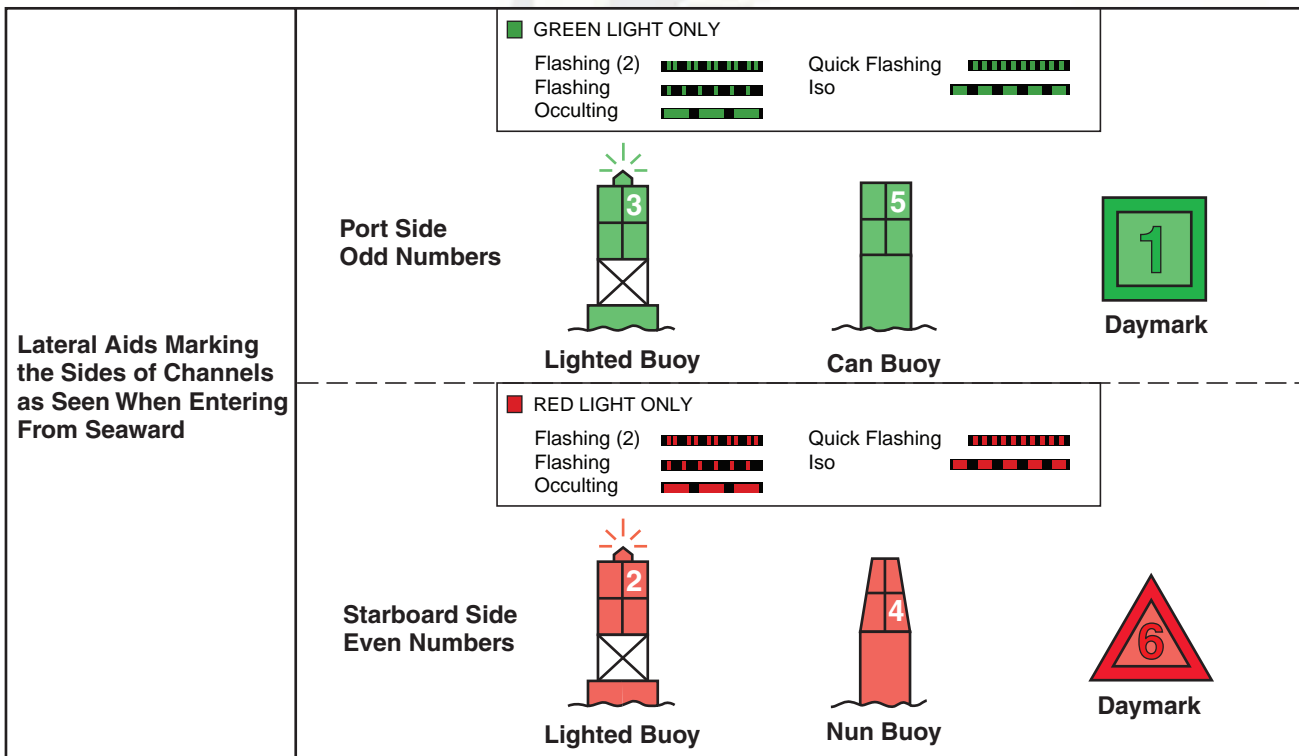 GREEN LIGHT ONLY
Flashing (2)
Quick Flashing
Flashing
Iso
Occulting
3
5
1
Port Side
Odd Numbers
Lighted Buoy
Can Buoy
Daymark
Lateral Aids Marking
the Sides of Channels
as Seen When Entering
From Seaward
RED LIGHT ONLY
Flashing (2)
Quick Flashing
Flashing
Iso
Occulting
2
4
6
Starboard Side
Even Numbers
Lighted Buoy
Nun Buoy
Daymark